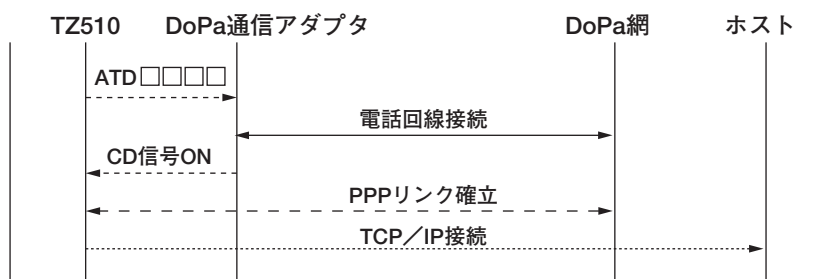 TZ510 DoPa通信アダプタ DoPa網 ホスト
ATD□□□□
電話回線接続
CD信号ON
PPPリンク確立
TCP／IP接続